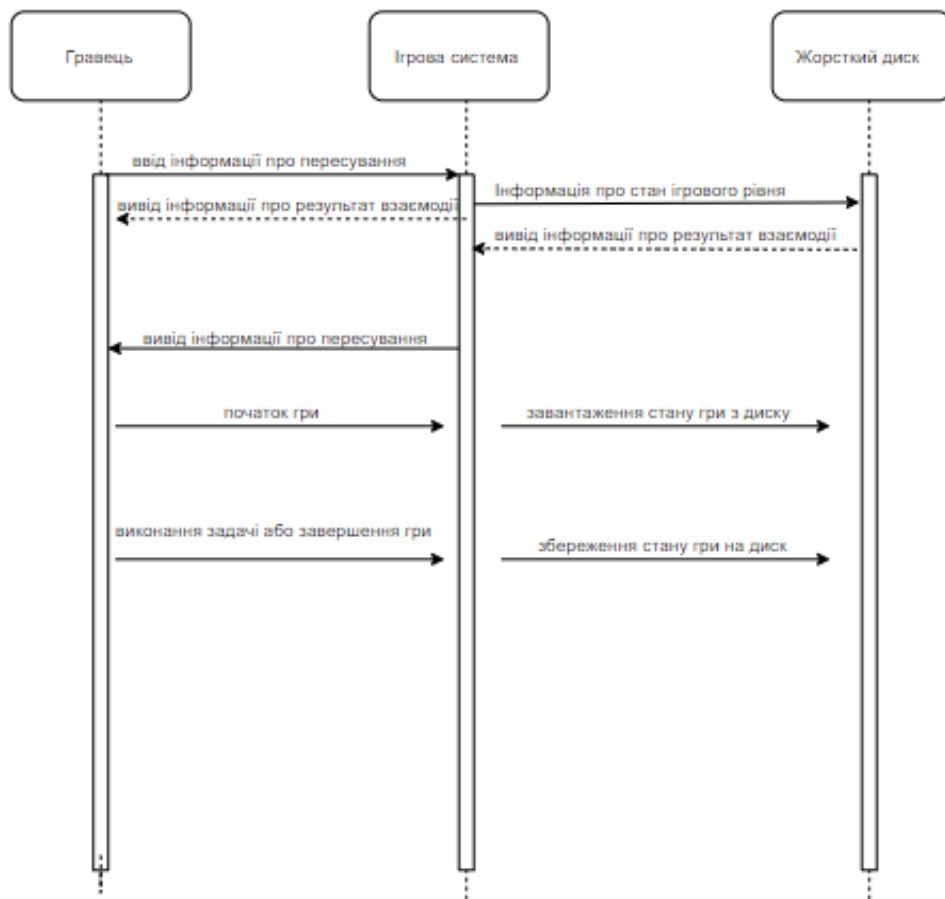 Гравець
Ігрова система
Жорсткий диск
ввід інформації про пересування
Інформація про стан ігрового рівня
вивід інформації про результат взаємодії
вивід інформації про результат взаємодії
вивід інформації про пересування
початок гри
завантаження стану гри з диску
виконання задачі або завершення гри
збереження стану гри на диск